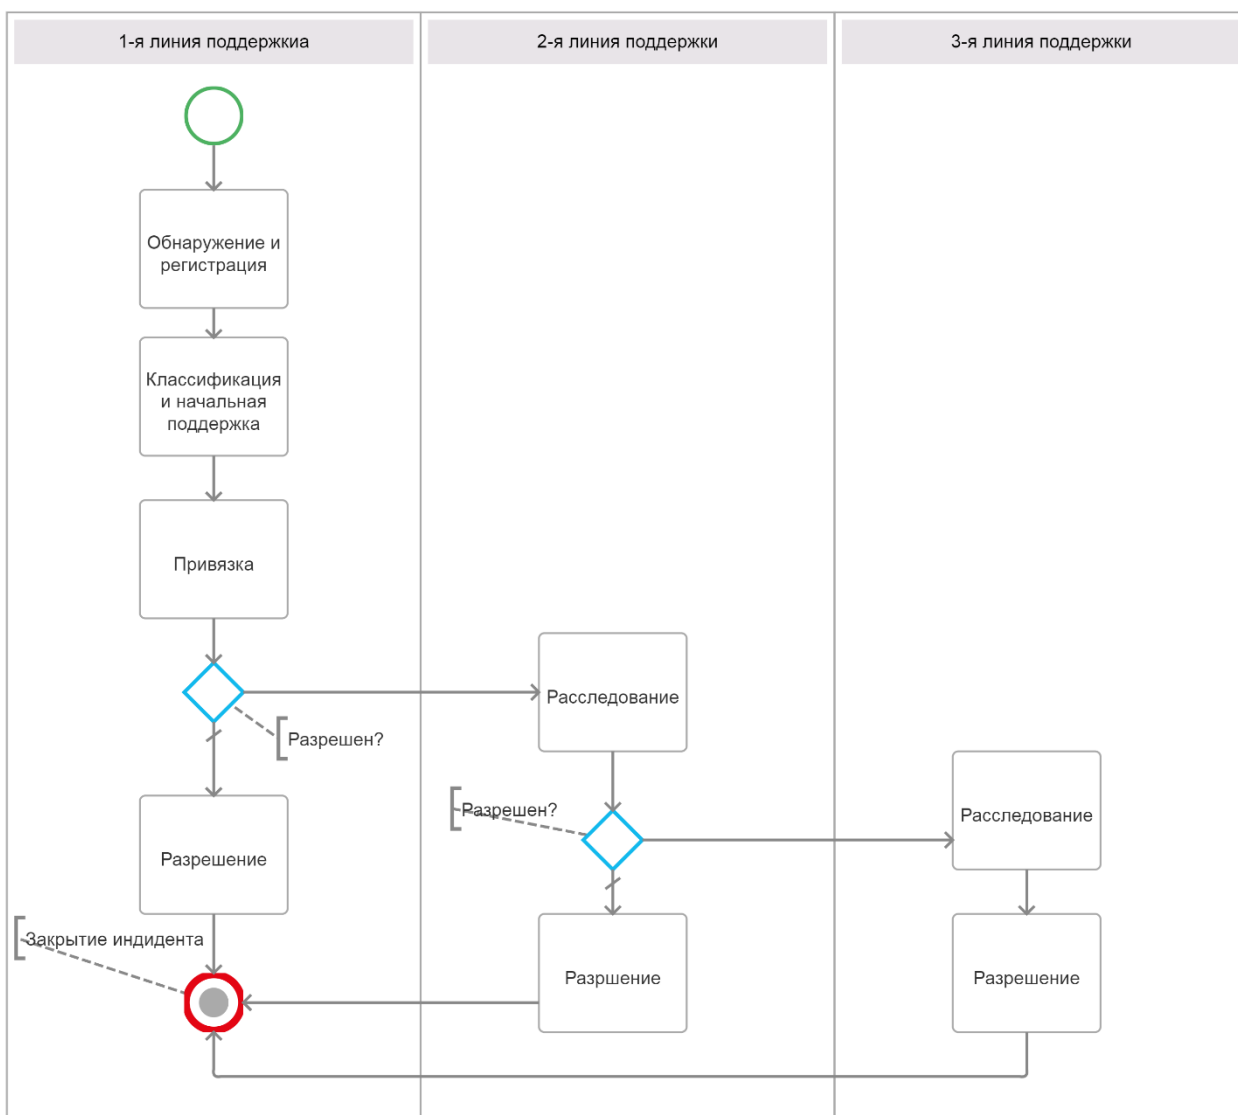 1-я линия поддержкиа
2-я линия поддержки
3-я линия поддержки
Обнаружение и
регистрация
Классификация
и начальная
поддержка
Привязка
Разрешен?
Разрешение
Закрытие индидента
Расследование
Разрешен?
Разршение
Расследование
Разрешение